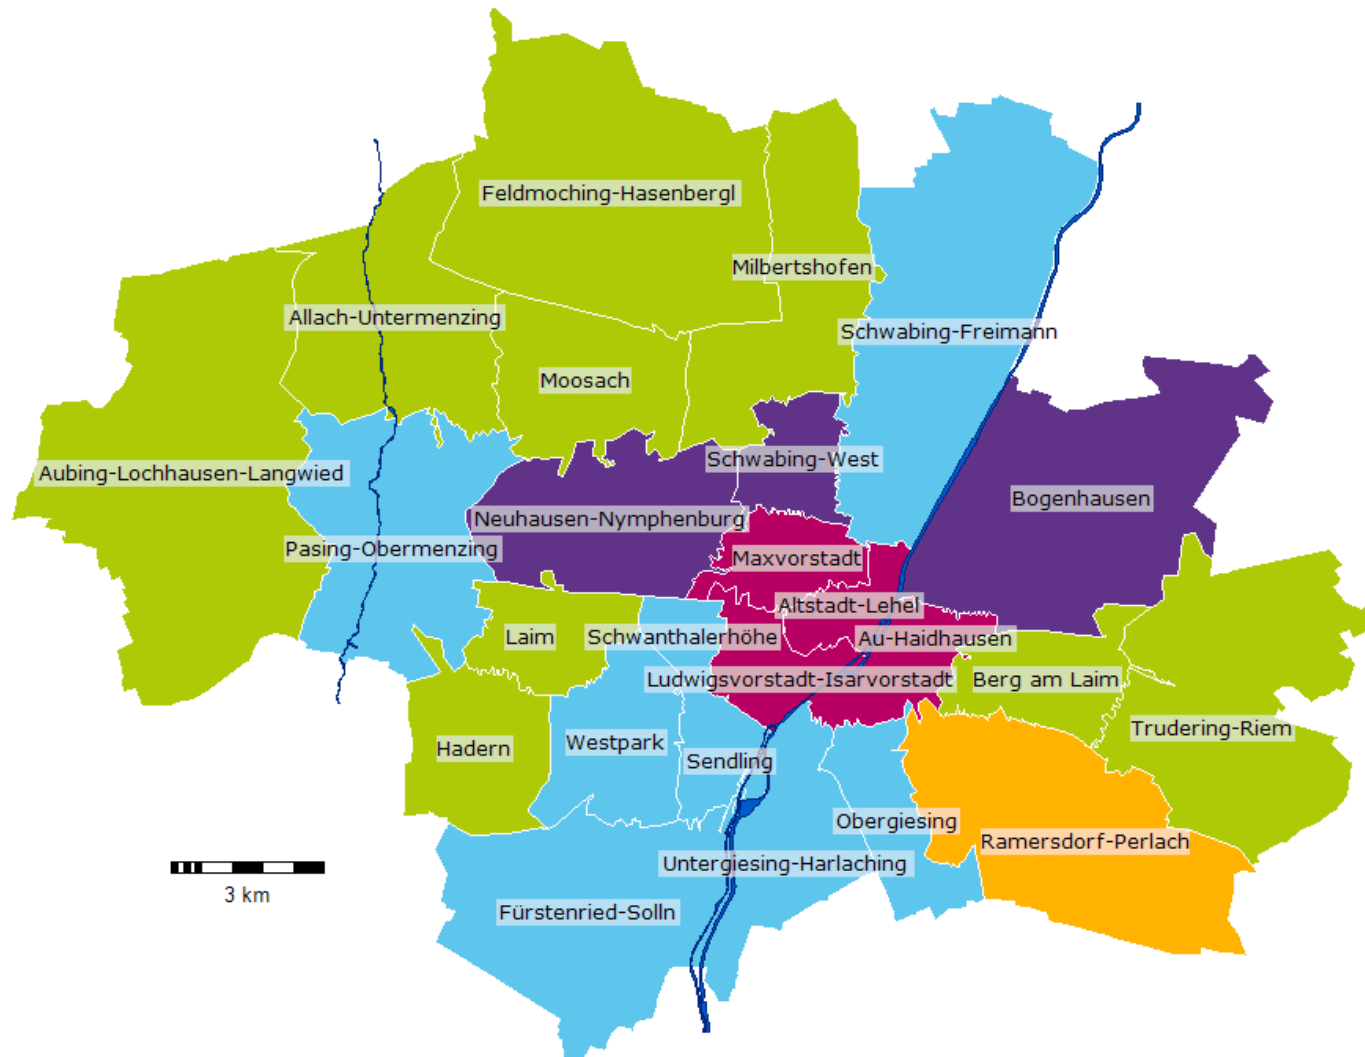 Feldmoching-Hasenbergl
Milbertshofen
Allach-Untermenzing
Schwabing-Freimann
Moosach
Schwabing-West
Aubing-Lochhausen-Langwied
Bogenhausen
Neuhausen-Nymphenburg
Pasing-Obermenzing
Maxvorstadt
Altstadt-Lehel
Laim
Schwanthalerhöhe
Au-Haidhausen
Ludwigsvorstadt-Isarvorstadt
Berg am Laim
Trudering-Riem
Hadern
Westpark
Sendling
Obergiesing
Ramersdorf-Perlach
Untergiesing-Harlaching
3 km
Fürstenried-Solln